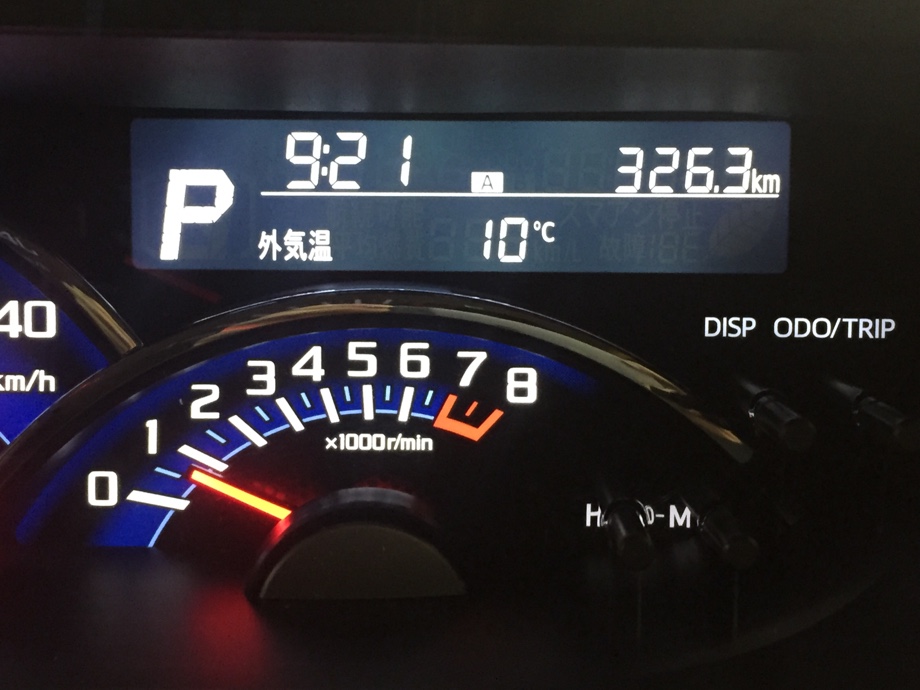 9:21 A 326.3km
P
外気温 10℃
DISP ODO/TRIP
40
km/h
0 1 2 3 4 5 6 7 8
×1000r/min